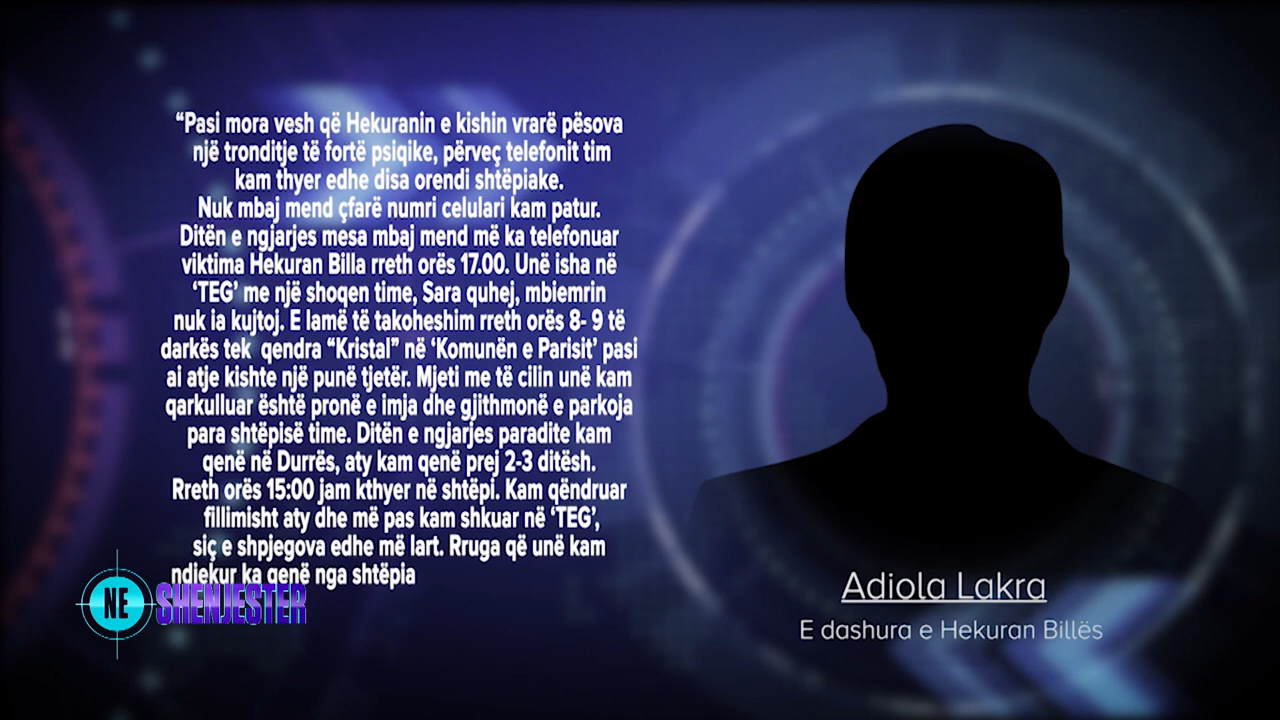 “Pasi mora vesh që Hekuranin e kishin vrarë pësova
një tronditje të fortë psiqike, përveç telefonit tim
kam thyer edhe disa orendi shtëpiake.
Nuk mbaj mend çfarë numri celulari kam patur.
Ditën e ngjarjes mesa mbaj mend më ka telefonuar
viktima Hekuran Billa rreth orës 17.00. Unë isha në
‘TEG’ me një shoqen time, Sara quhej, mbiemrin
nuk ia kujtoj. E lamë të takoheshim rreth orës 8- 9 të
darkës tek  qendra “Kristal” në ‘Komunën e Parisit’ pasi
ai atje kishte një punë tjetër. Mjeti me të cilin unë kam
qarkulluar është pronë e imja dhe gjithmonë e parkoja
para shtëpisë time. Ditën e ngjarjes paradite kam
qenë në Durrës, aty kam qenë prej 2-3 ditësh.
Rreth orës 15:00 jam kthyer në shtëpi. Kam qëndruar
fillimisht aty dhe më pas kam shkuar në ‘TEG’,
siç e shpjegova edhe më lart. Rruga që unë kam
ndjekur ka qenë nga shtëpia
NE SHENJESTER
Adiola Lakra
E dashura e Hekuran Billës